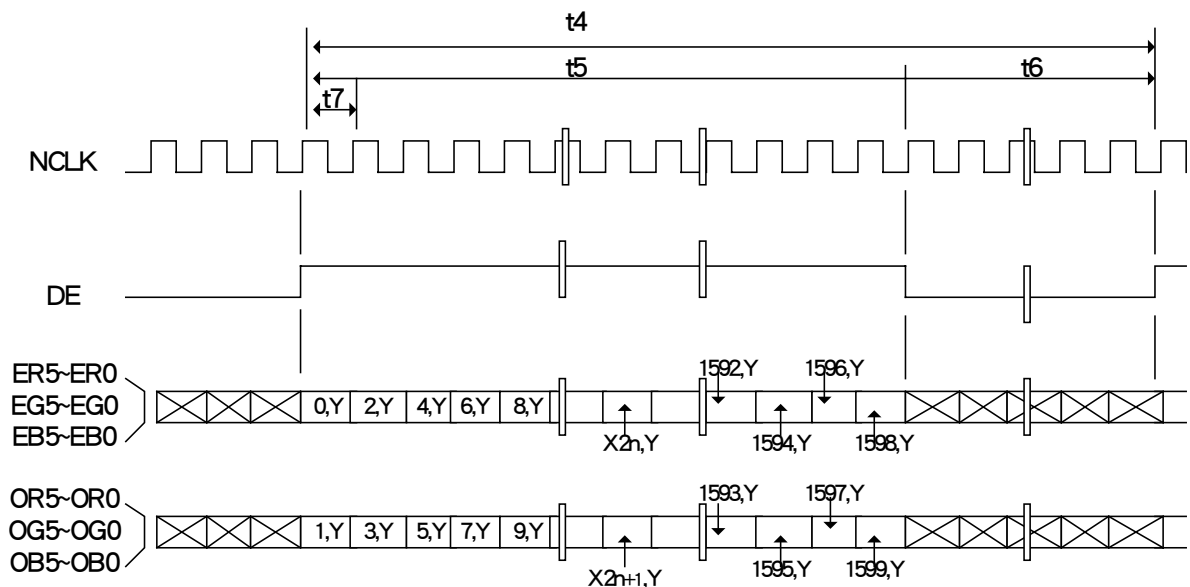 t4
t5
t6
t7
NCLK
DE
ER5~ER0
EG5~EG0
EB5~EB0
0,Y 2,Y 4,Y 6,Y 8,Y
1592,Y 1596,Y
X2n,Y 1594,Y 1598,Y
OR5~OR0
OG5~OG0
OB5~OB0
1,Y 3,Y 5,Y 7,Y 9,Y
1593,Y 1597,Y
X2n+1,Y 1595,Y 1599,Y